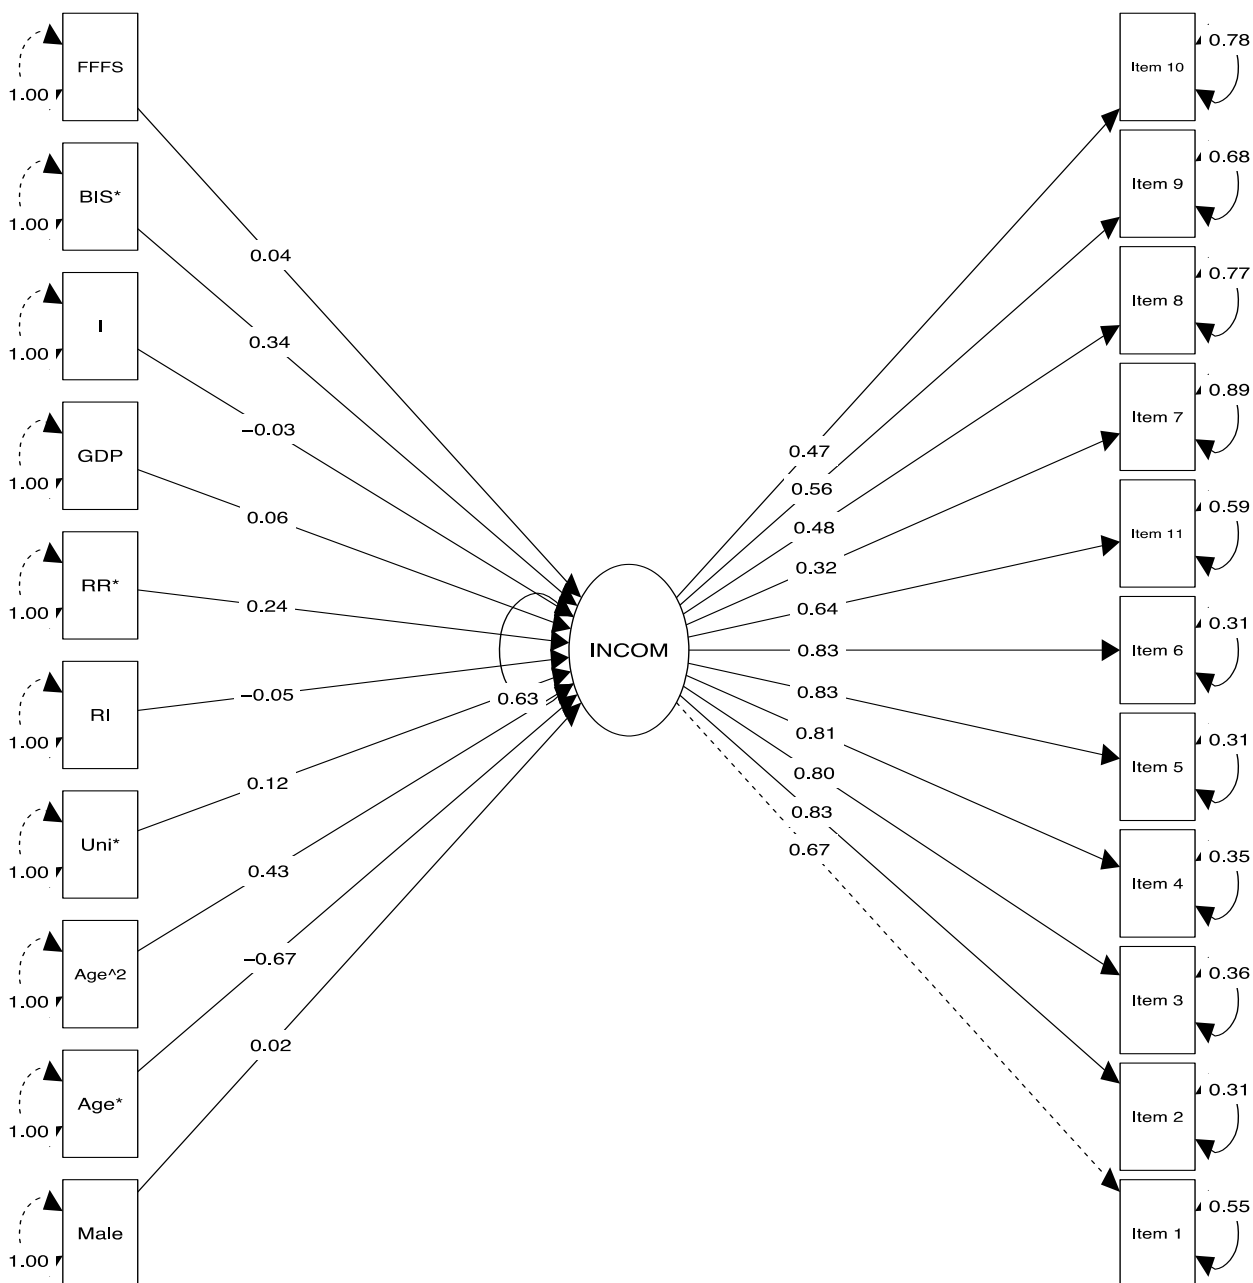 FFFS
1.00
BIS*
1.00
I
1.00
GDP
1.00
RR*
1.00
RI
1.00
Uni*
1.00
Age^2
1.00
Age*
1.00
Male
1.00
0.04
0.34
−0.03
0.06
0.24
−0.05
0.12
0.43
−0.67
0.02
0.63
INCOM
0.47
0.56
0.48
0.32
0.64
0.83
0.83
0.81
0.80
0.83
0.67
Item 10
0.78
Item 9
0.68
Item 8
0.77
Item 7
0.89
Item 11
0.59
Item 6
0.31
Item 5
0.31
Item 4
0.35
Item 3
0.36
Item 2
0.31
Item 1
0.55